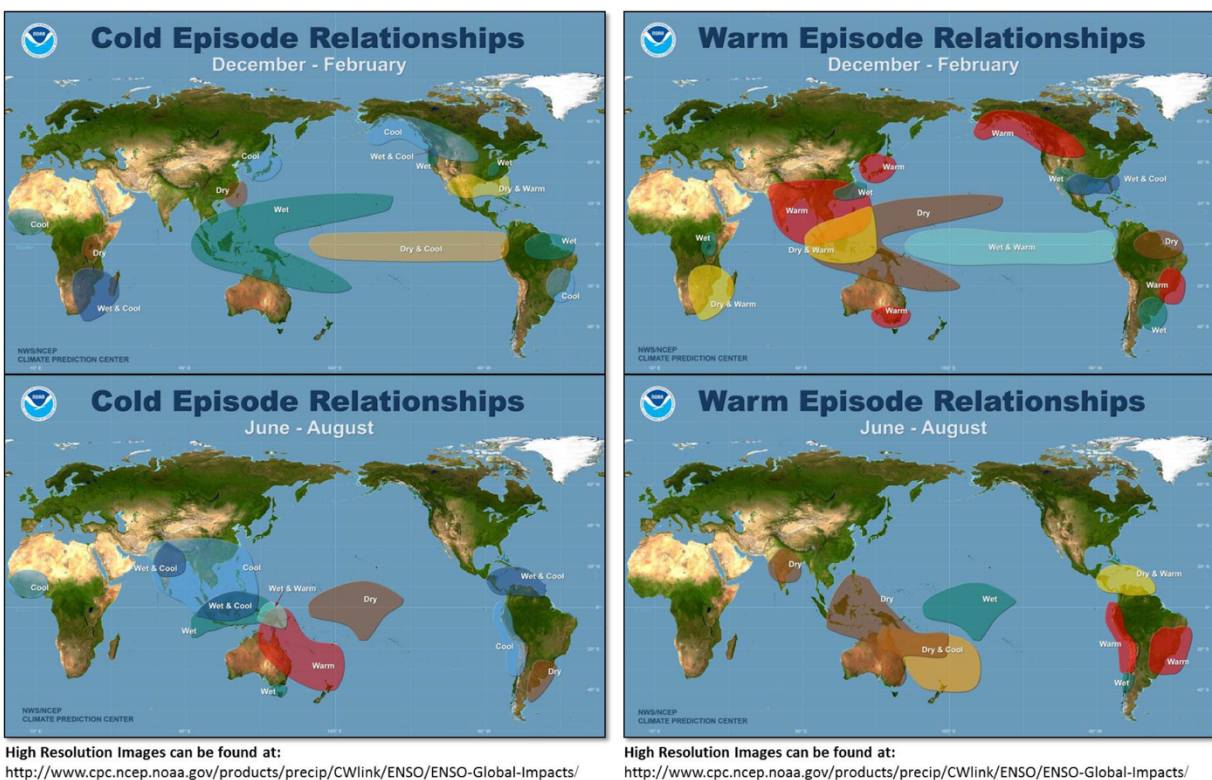 Cold Episode Relationships
December - February
Cool
Wet & Cool
Wet
Wet
Cool
Dry & Warm
Dry
Wet
Cool
Dry
Dry & Cool
Wet
Wet & Cool
Cool
NWS/NCEP
CLIMATE PREDICTION CENTER
Warm Episode Relationships
December - February
Warm
Warm
Wet
Wet & Cool
Wet
Warm
Dry
Wet
Dry & Warm
Wet & Warm
Dry
Dry & Warm
Warm
Warm
Wet
NWS/NCEP
CLIMATE PREDICTION CENTER
Cold Episode Relationships
June - August
Wet & Cool
Cool
Cool
Wet & Warm
Wet & Cool
Wet & Cool
Dry
Wet
Cool
Warm
Dry
Wet
NWS/NCEP
CLIMATE PREDICTION CENTER
Warm Episode Relationships
June - August
Dry
Dry & Warm
Dry
Wet
Dry & Cool
Warm
Warm
Wet
NWS/NCEP
CLIMATE PREDICTION CENTER
High Resolution Images can be found at:
http://www.cpc.ncep.noaa.gov/products/precip/CWlink/ENSO/ENSO-Global-Impacts/
High Resolution Images can be found at:
http://www.cpc.ncep.noaa.gov/products/precip/CWlink/ENSO/ENSO-Global-Impacts/